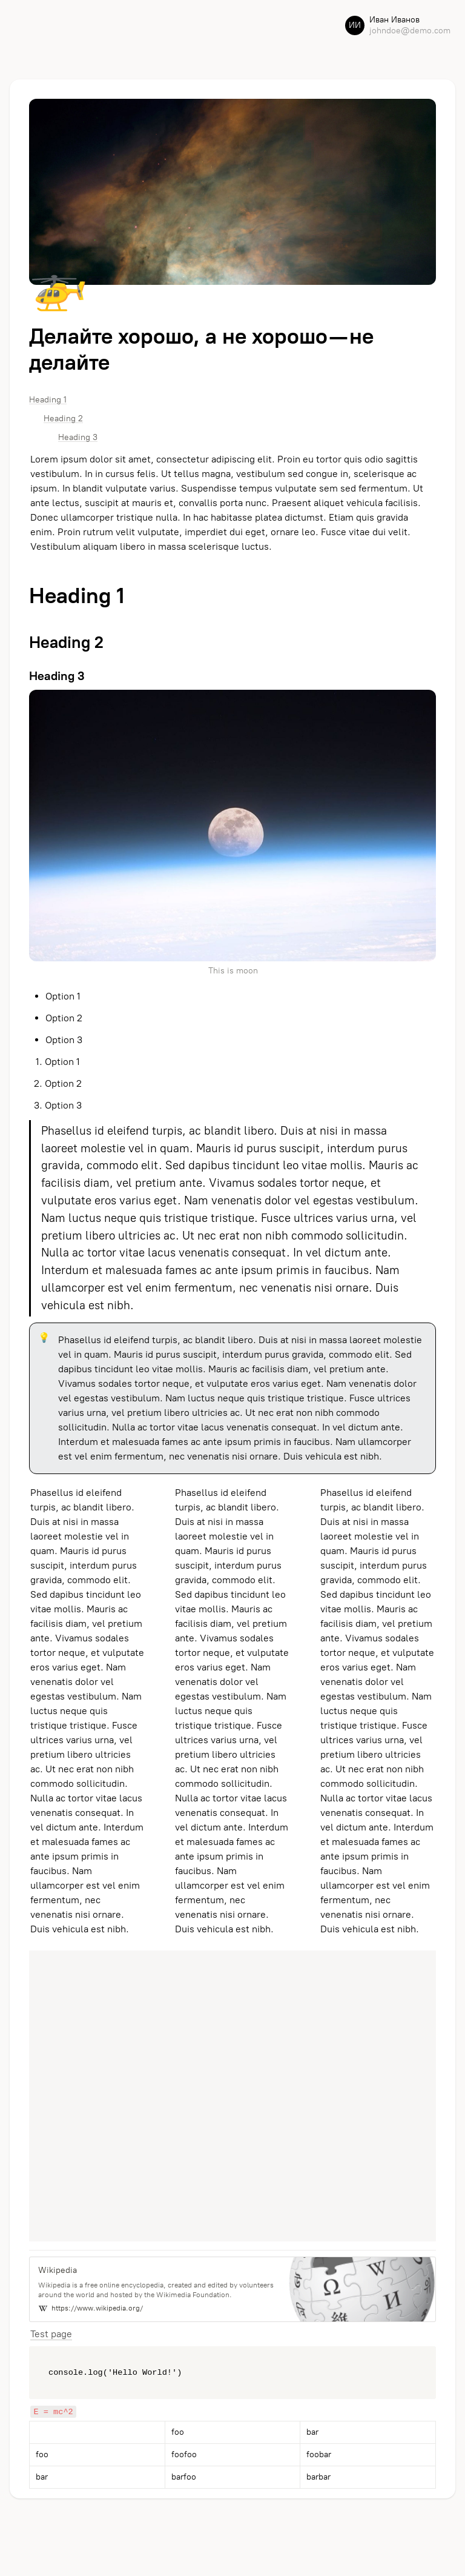 ИИ
Иван Иванов
johndoe@demo.com
Делайте хорошо, а не хорошо — не
делайте
Heading 1
Heading 2
Heading 3
Lorem ipsum dolor sit amet, consectetur adipiscing elit. Proin eu tortor quis odio sagittis
vestibulum. In in cursus felis. Ut tellus magna, vestibulum sed congue in, scelerisque ac
ipsum. In blandit vulputate varius. Suspendisse tempus vulputate sem sed fermentum. Ut
ante lectus, suscipit at mauris et, convallis porta nunc. Praesent aliquet vehicula facilisis.
Donec ullamcorper tristique nulla. In hac habitasse platea dictumst. Etiam quis gravida
enim. Proin rutrum velit vulputate, imperdiet dui eget, ornare leo. Fusce vitae dui velit.
Vestibulum aliquam libero in massa scelerisque luctus.
Heading 1
Heading 2
Heading 3
This is moon
• Option 1
• Option 2
• Option 3
1. Option 1
2. Option 2
3. Option 3
Phasellus id eleifend turpis, ac blandit libero. Duis at nisi in massa
laoreet molestie vel in quam. Mauris id purus suscipit, interdum purus
gravida, commodo elit. Sed dapibus tincidunt leo vitae mollis. Mauris ac
facilisis diam, vel pretium ante. Vivamus sodales tortor neque, et
vulputate eros varius eget. Nam venenatis dolor vel egestas vestibulum.
Nam luctus neque quis tristique tristique. Fusce ultrices varius urna, vel
pretium libero ultricies ac. Ut nec erat non nibh commodo sollicitudin.
Nulla ac tortor vitae lacus venenatis consequat. In vel dictum ante.
Interdum et malesuada fames ac ante ipsum primis in faucibus. Nam
ullamcorper est vel enim fermentum, nec venenatis nisi ornare. Duis
vehicula est nibh.
Phasellus id eleifend turpis, ac blandit libero. Duis at nisi in massa laoreet molestie
vel in quam. Mauris id purus suscipit, interdum purus gravida, commodo elit. Sed
dapibus tincidunt leo vitae mollis. Mauris ac facilisis diam, vel pretium ante.
Vivamus sodales tortor neque, et vulputate eros varius eget. Nam venenatis dolor
vel egestas vestibulum. Nam luctus neque quis tristique tristique. Fusce ultrices
varius urna, vel pretium libero ultricies ac. Ut nec erat non nibh commodo
sollicitudin. Nulla ac tortor vitae lacus venenatis consequat. In vel dictum ante.
Interdum et malesuada fames ac ante ipsum primis in faucibus. Nam ullamcorper
est vel enim fermentum, nec venenatis nisi ornare. Duis vehicula est nibh.
Phasellus id eleifend
turpis, ac blandit libero.
Duis at nisi in massa
laoreet molestie vel in
quam. Mauris id purus
suscipit, interdum purus
gravida, commodo elit.
Sed dapibus tincidunt leo
vitae mollis. Mauris ac
facilisis diam, vel pretium
ante. Vivamus sodales
tortor neque, et vulputate
eros varius eget. Nam
venenatis dolor vel
egestas vestibulum. Nam
luctus neque quis
tristique tristique. Fusce
ultrices varius urna, vel
pretium libero ultricies
ac. Ut nec erat non nibh
commodo sollicitudin.
Nulla ac tortor vitae lacus
venenatis consequat. In
vel dictum ante. Interdum
et malesuada fames ac
ante ipsum primis in
faucibus. Nam
ullamcorper est vel enim
fermentum, nec
venenatis nisi ornare.
Duis vehicula est nibh.
Phasellus id eleifend
turpis, ac blandit libero.
Duis at nisi in massa
laoreet molestie vel in
quam. Mauris id purus
suscipit, interdum purus
gravida, commodo elit.
Sed dapibus tincidunt leo
vitae mollis. Mauris ac
facilisis diam, vel pretium
ante. Vivamus sodales
tortor neque, et vulputate
eros varius eget. Nam
venenatis dolor vel
egestas vestibulum. Nam
luctus neque quis
tristique tristique. Fusce
ultrices varius urna, vel
pretium libero ultricies
ac. Ut nec erat non nibh
commodo sollicitudin.
Nulla ac tortor vitae lacus
venenatis consequat. In
vel dictum ante. Interdum
et malesuada fames ac
ante ipsum primis in
faucibus. Nam
ullamcorper est vel enim
fermentum, nec
venenatis nisi ornare.
Duis vehicula est nibh.
Phasellus id eleifend
turpis, ac blandit libero.
Duis at nisi in massa
laoreet molestie vel in
quam. Mauris id purus
suscipit, interdum purus
gravida, commodo elit.
Sed dapibus tincidunt leo
vitae mollis. Mauris ac
facilisis diam, vel pretium
ante. Vivamus sodales
tortor neque, et vulputate
eros varius eget. Nam
venenatis dolor vel
egestas vestibulum. Nam
luctus neque quis
tristique tristique. Fusce
ultrices varius urna, vel
pretium libero ultricies
ac. Ut nec erat non nibh
commodo sollicitudin.
Nulla ac tortor vitae lacus
venenatis consequat. In
vel dictum ante. Interdum
et malesuada fames ac
ante ipsum primis in
faucibus. Nam
ullamcorper est vel enim
fermentum, nec
venenatis nisi ornare.
Duis vehicula est nibh.
Wikipedia
Wikipedia is a free online encyclopedia, created and edited by volunteers
around the world and hosted by the Wikimedia Foundation.
W https://www.wikipedia.org/
Ω W И 維
Test page
console.log('Hello World!')
E = mc^2
foo bar
foo foofoo foobar
bar barfoo barbar